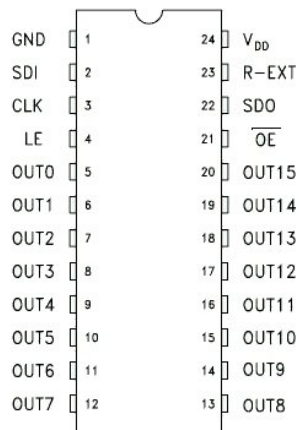 GND 1 24 V_DD
SDI 2 23 R-EXT
CLK 3 22 SDO
LE 4 21 O̅E̅
OUT0 5 20 OUT15
OUT1 6 19 OUT14
OUT2 7 18 OUT13
OUT3 8 17 OUT12
OUT4 9 16 OUT11
OUT5 10 15 OUT10
OUT6 11 14 OUT9
OUT7 12 13 OUT8